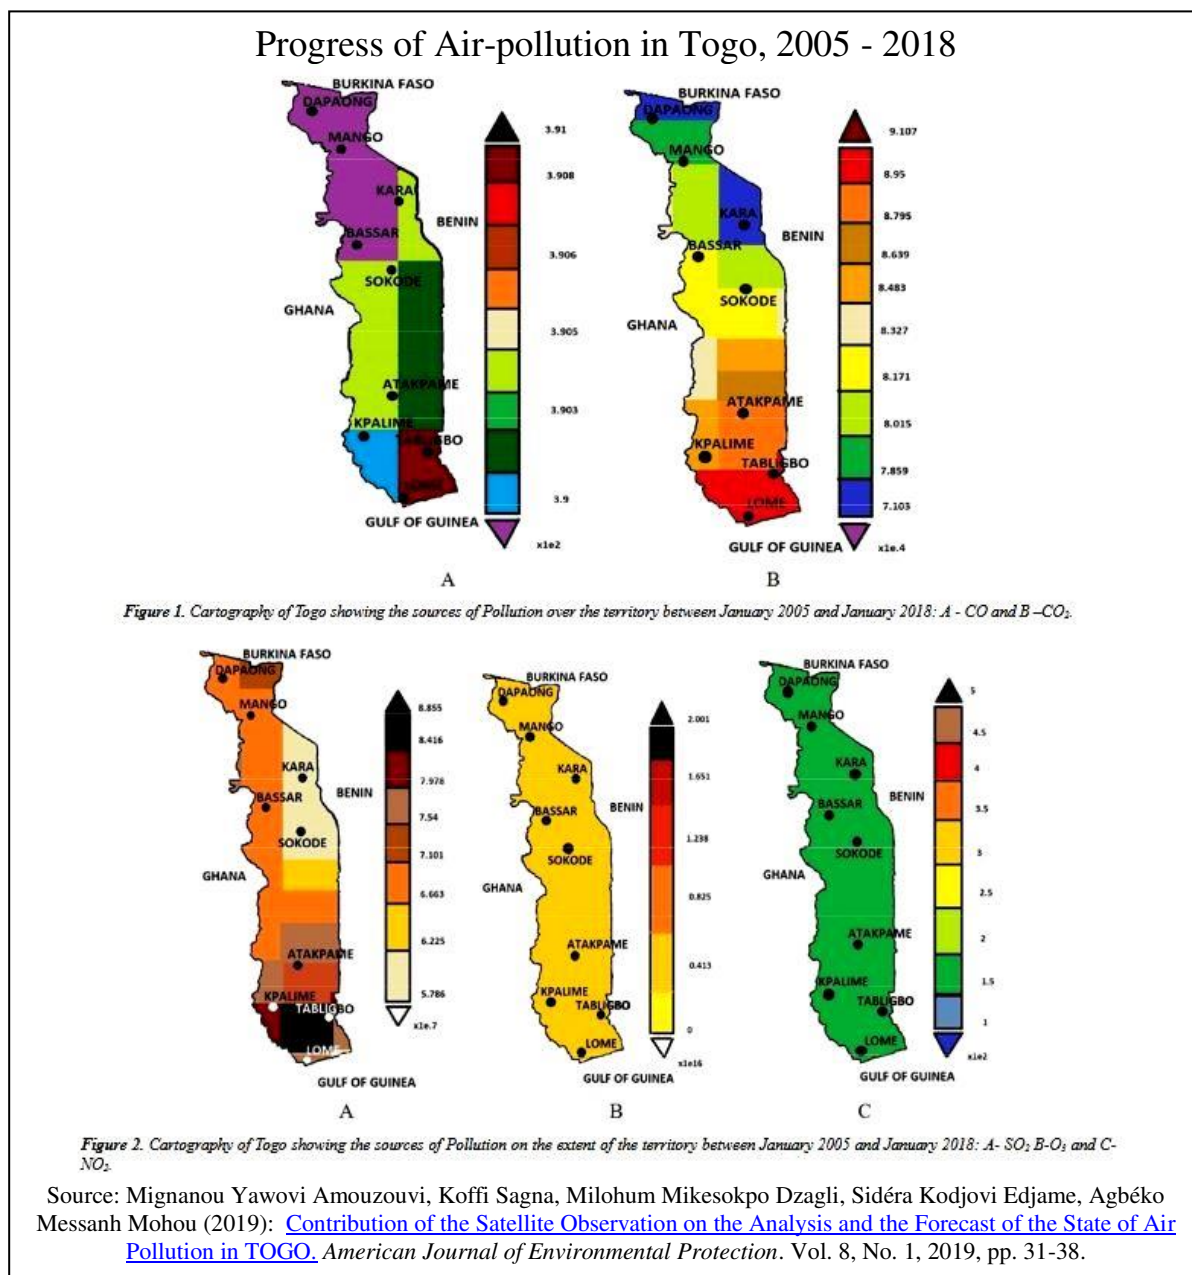 Progress of Air-pollution in Togo, 2005 - 2018
BURKINA FASO
DAPAONG
MANGO
KARA
BENIN
BASSAR
SOKODE
GHANA
ATAKPAME
KPALIME
TABLIGBO
LOME
GULF OF GUINEA
3.91
3.908
3.906
3.905
3.903
3.9
x1e2
A
BURKINA FASO
DAPAONG
MANGO
KARA
BENIN
BASSAR
SOKODE
GHANA
ATAKPAME
KPALIME
TABLIGBO
LOME
GULF OF GUINEA
9.107
8.95
8.795
8.639
8.483
8.327
8.171
8.015
7.859
7.103
x1e.4
B
Figure 1. Cartography of Togo showing the sources of Pollution over the territory between January 2005 and January 2018: A - CO and B –CO₂.
BURKINA FASO
DAPAONG
MANGO
KARA
BENIN
BASSAR
SOKODE
GHANA
ATAKPAME
KPALIME
TABLIGBO
LOME
GULF OF GUINEA
8.855
8.416
7.978
7.54
7.101
6.663
6.225
5.786
x1e.7
A
BURKINA FASO
DAPAONG
MANGO
KARA
BENIN
BASSAR
SOKODE
GHANA
ATAKPAME
KPALIME
TABLIGBO
LOME
GULF OF GUINEA
2.001
1.651
1.238
0.825
0.413
0
x1e16
B
BURKINA FASO
DAPAONG
MANGO
KARA
BENIN
BASSAR
SOKODE
GHANA
ATAKPAME
KPALIME
TABLIGBO
LOME
GULF OF GUINEA
5
4.5
4
3.5
3
2.5
2
1.5
1
x1e2
C
Figure 2. Cartography of Togo showing the sources of Pollution on the extent of the territory between January 2005 and January 2018: A- SO₂ B-O₃ and C-
NO₂.
Source: Mignanou Yawovi Amouzouvi, Koffi Sagna, Milohum Mikesokpo Dzagli, Sidéra Kodjovi Edjame, Agbéko
Messanh Mohou (2019): Contribution of the Satellite Observation on the Analysis and the Forecast of the State of Air
Pollution in TOGO. American Journal of Environmental Protection. Vol. 8, No. 1, 2019, pp. 31-38.